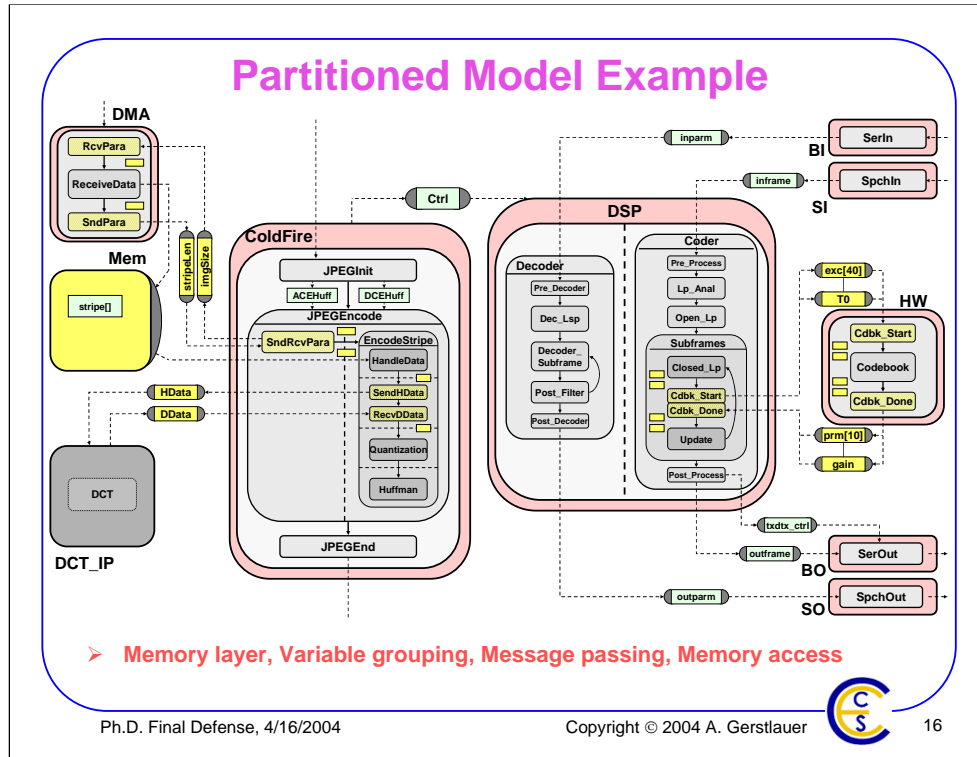 Partitioned Model Example
DMA
RcvPara
ReceiveData
SndPara
Mem
stripe[]
stripeLen
imgSize
HData
DData
DCT
DCT_IP
ColdFire
JPEGInit
ACEHuff
DCEHuff
JPEGEncode
SndRcvPara
EncodeStripe
HandleData
SendHData
RecvDData
Quantization
Huffman
JPEGEnd
Ctrl
DSP
Decoder
Pre_Decoder
Dec_Lsp
Decoder_
Subframe
Post_Filter
Post_Decoder
Coder
Pre_Process
Lp_Anal
Open_Lp
Subframes
Closed_Lp
Cdbk_Start
Cdbk_Done
Update
Post_Process
inparm
BI
SerIn
inframe
SI
SpchIn
exc[40]
T0
HW
Cdbk_Start
Codebook
Cdbk_Done
prm[10]
gain
txdtx_ctrl
outframe
BO
SerOut
outparm
SO
SpchOut
➢ Memory layer, Variable grouping, Message passing, Memory access
Ph.D. Final Defense, 4/16/2004
Copyright © 2004 A. Gerstlauer
C
E
S
16